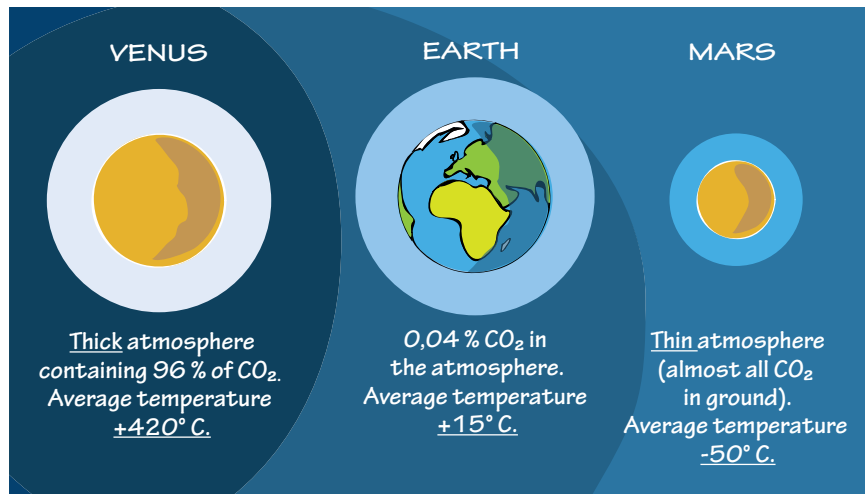 VENUS
Thick atmosphere
containing 96 % of CO₂.
Average temperature
+420° C.
EARTH
0,04 % CO₂ in
the atmosphere.
Average temperature
+15° C.
MARS
Thin atmosphere
(almost all CO₂
in ground).
Average temperature
-50° C.